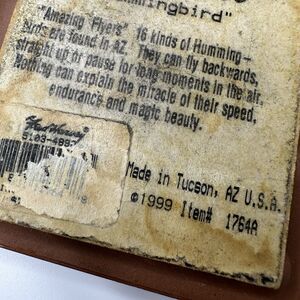 mmingbird"
"Amazing Flyers" 16 kinds of Humming-
birds are found in AZ. They can fly backwards,
straight up or pause for long moments in the air.
Nothing can explain the miracle of their speed,
endurance and magic beauty.
Fred Harvey
Made in Tucson, AZ U.S.A.
©1999 Item# 1764A